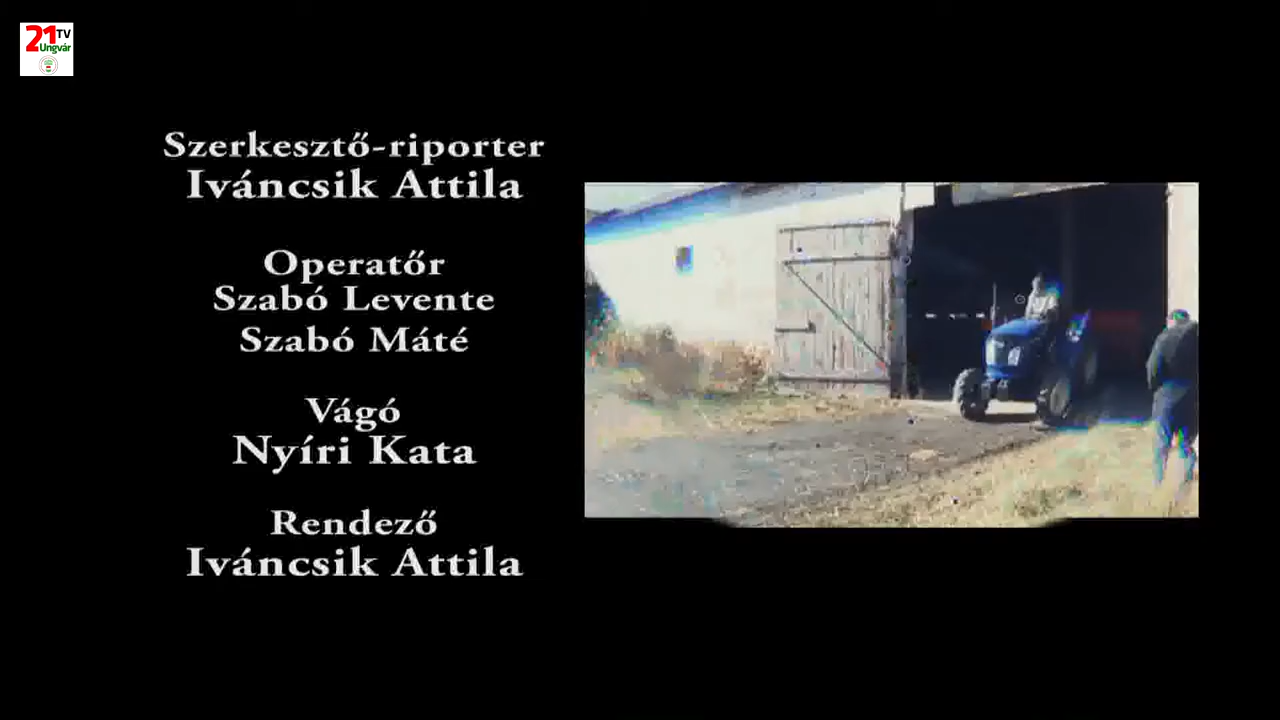 21 TV
Ungvár
Szerkesztő-riporter
Iváncsik Attila
Operatőr
Szabó Levente
Szabó Máté
Vágó
Nyíri Kata
Rendező
Iváncsik Attila